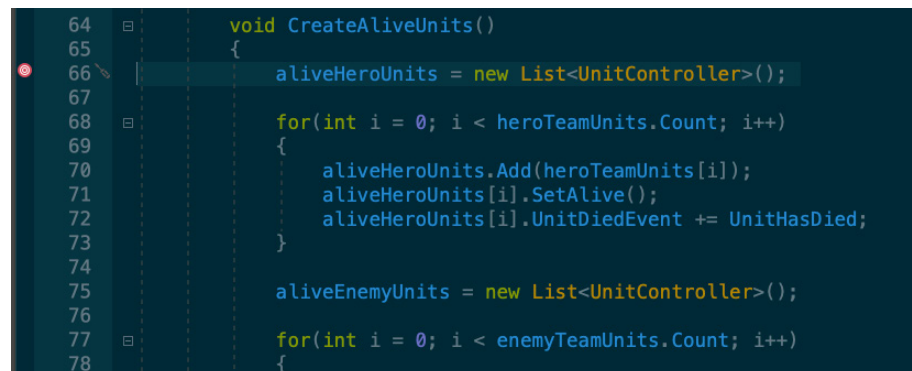 64 void CreateAliveUnits()
65 {
66 aliveHeroUnits = new List<UnitController>();
67
68 for(int i = 0; i < heroTeamUnits.Count; i++)
69 {
70 aliveHeroUnits.Add(heroTeamUnits[i]);
71 aliveHeroUnits[i].SetAlive();
72 aliveHeroUnits[i].UnitDiedEvent += UnitHasDied;
73 }
74
75 aliveEnemyUnits = new List<UnitController>();
76
77 for(int i = 0; i < enemyTeamUnits.Count; i++)
78 {